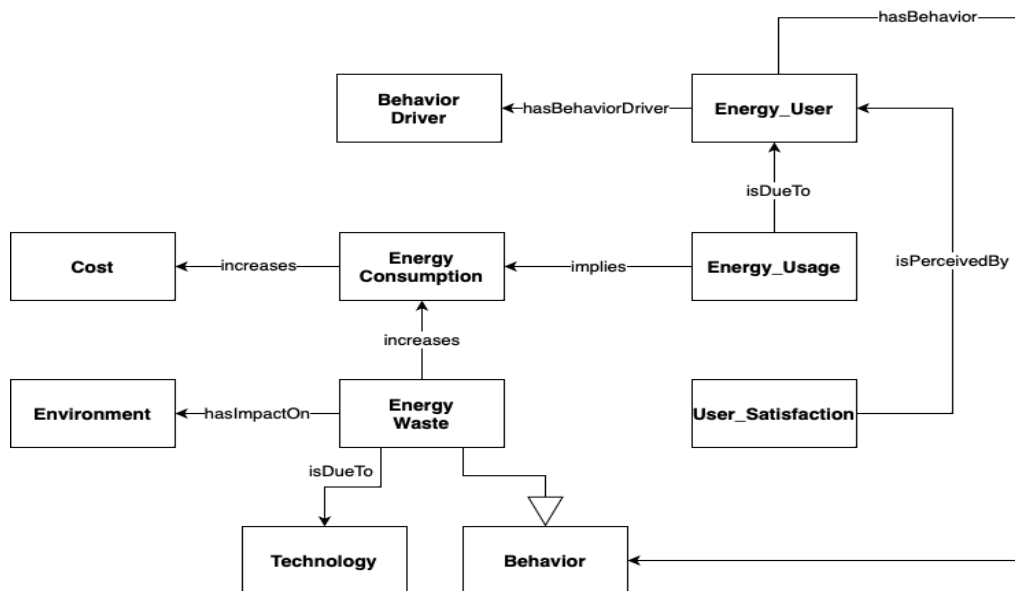 hasBehavior
Behavior
Driver
hasBehaviorDriver
Energy_User
isDueTo
Cost
increases
Energy
Consumption
implies
Energy_Usage
isPerceivedBy
increases
Environment
hasImpactOn
Energy
Waste
User_Satisfaction
isDueTo
Technology
Behavior